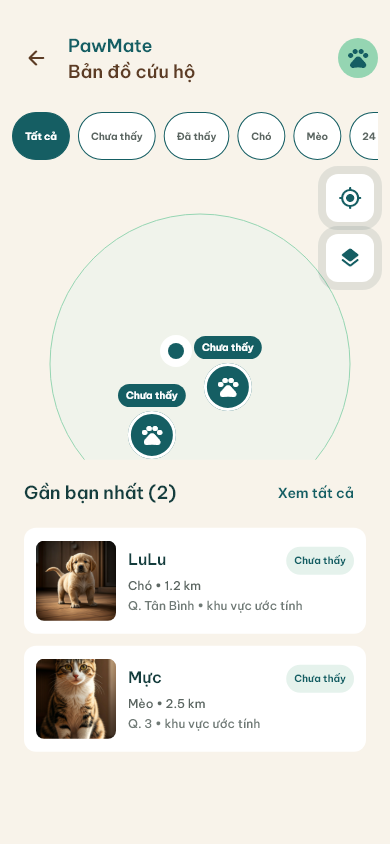 PawMate
Bản đồ cứu hộ
Tất cả
Chưa thấy
Đã thấy
Chó
Mèo
24
Chưa thấy
Chưa thấy
Gần bạn nhất (2)
Xem tất cả
LuLu
Chưa thấy
Chó • 1.2 km
Q. Tân Bình • khu vực ước tính
Mực
Chưa thấy
Mèo • 2.5 km
Q. 3 • khu vực ước tính